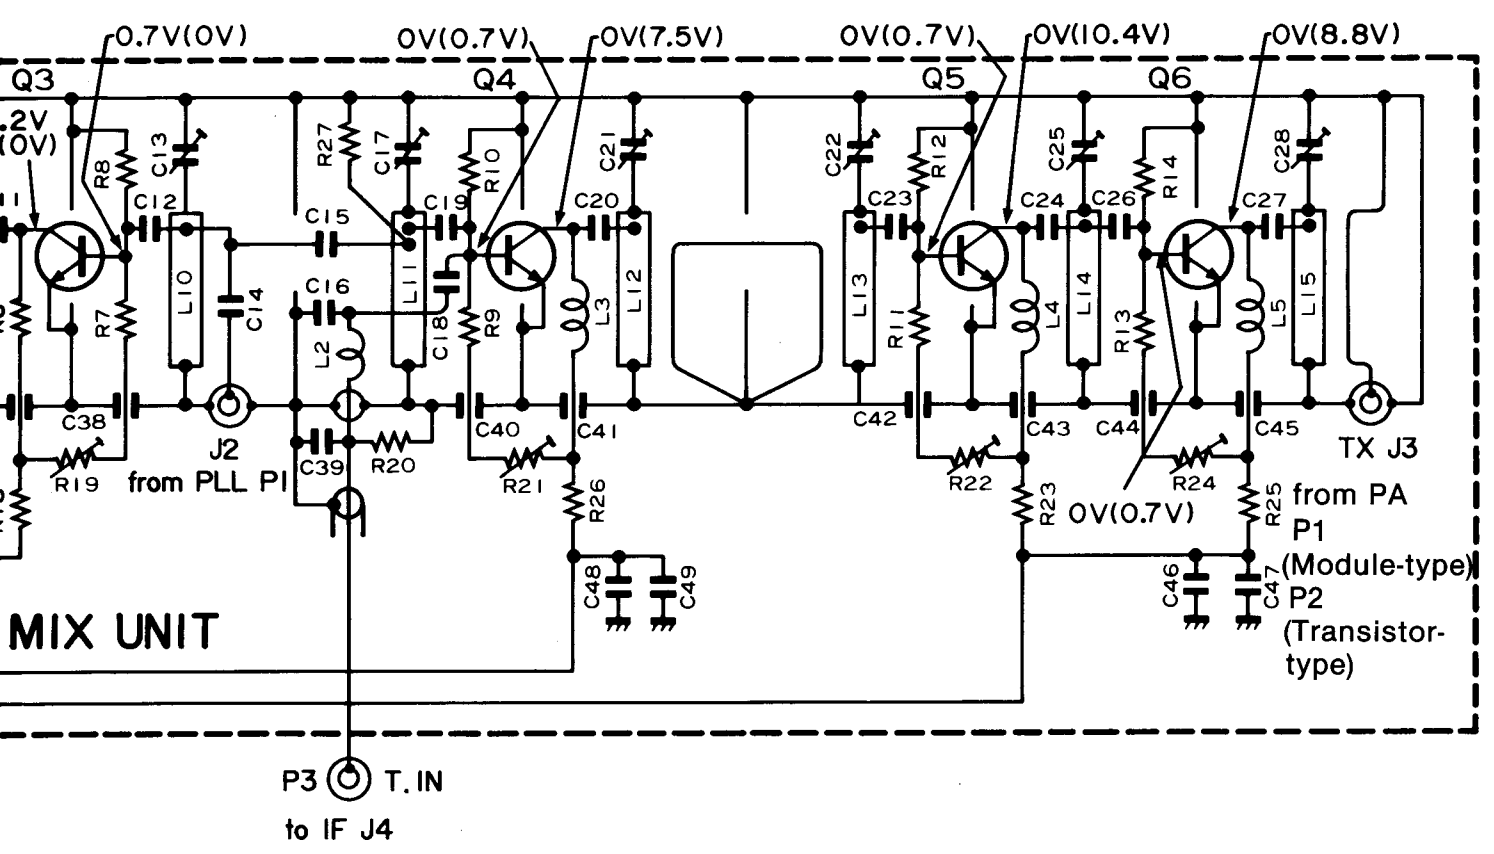 0.7V(0V)
0V(0.7V)
0V(7.5V)
0V(0.7V)
0V(10.4V)
0V(8.8V)
Q3
Q4
Q5
Q6
.2V
(0V)
R8
C13
R27
C17
R10
C21
C22
R12
C25
R14
C28
C12
C15
C19
C20
C23
C24
C26
C27
L10
C14
C16
L11
C18
L2
R7
R9
L3
L12
L13
R11
L4
L14
R13
L5
L15
C38
J2
from PLL P1
R19
C39
R20
C40
C41
R21
R26
C42
C43
C44
C45
R22
R23
R24
R25
0V(0.7V)
TX J3
from PA
P1
(Module-type)
P2
(Transistor-
type)
C48
C49
C46
C47
MIX UNIT
P3
T. IN
to IF J4